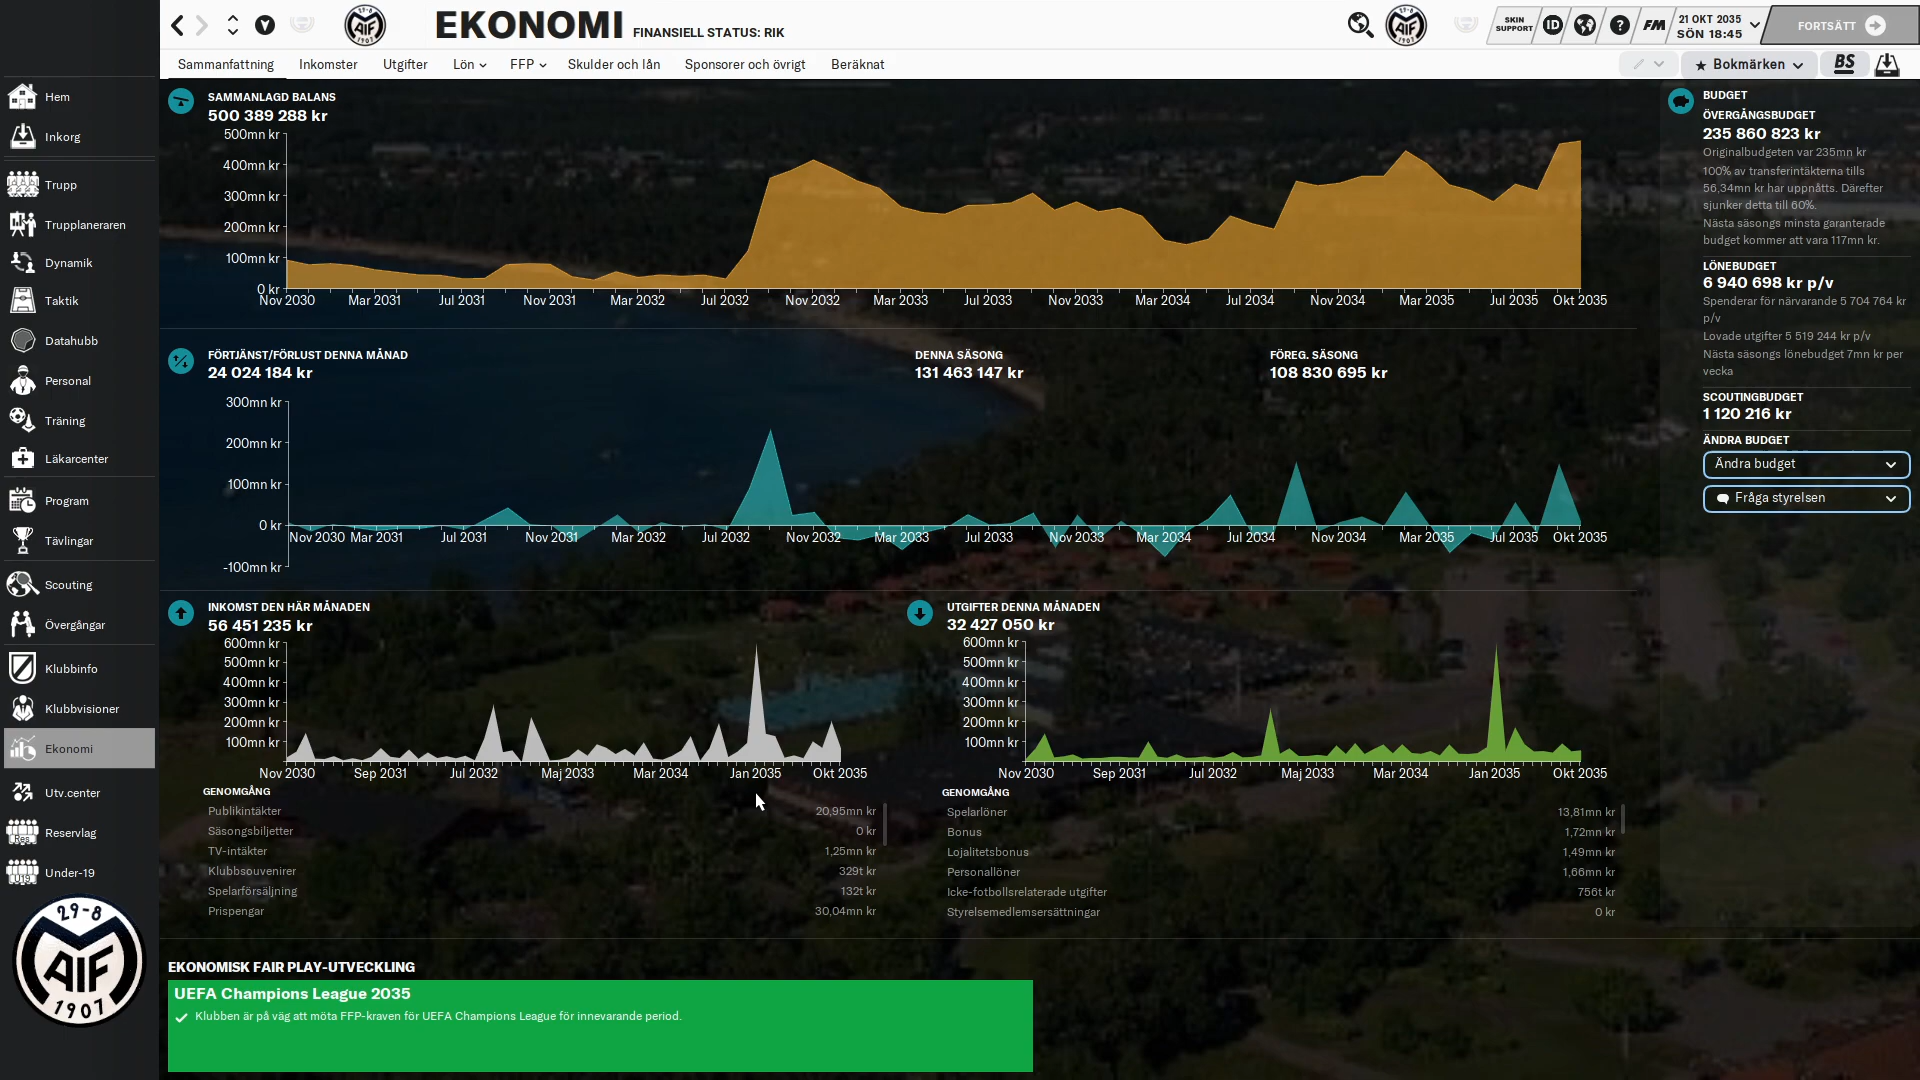 EKONOMI FINANSIELL STATUS: RIK
SKIN SUPPORT
ID
FM
21 OKT 2035
SÖN 18:45
FORTSÄTT
Sammanfattning Inkomster Utgifter Lön FFP Skulder och lån Sponsorer och övrigt Beräknat
Bokmärken
BS
Hem
Inkorg
Trupp
Trupplaneraren
Dynamik
Taktik
Datahubb
Personal
Träning
Läkarcenter
Program
Tävlingar
Scouting
Övergångar
Klubbinfo
Klubbvisioner
Ekonomi
Utv.center
Reservlag
Under-19
29-8
AIF
1907
SAMMANLAGD BALANS
500 389 288 kr
500mn kr
400mn kr
300mn kr
200mn kr
100mn kr
0 kr
Nov 2030 Mar 2031 Jul 2031 Nov 2031 Mar 2032 Jul 2032 Nov 2032 Mar 2033 Jul 2033 Nov 2033 Mar 2034 Jul 2034 Nov 2034 Mar 2035 Jul 2035 Okt 2035
FÖRTJÄNST/FÖRLUST DENNA MÅNAD
24 024 184 kr
DENNA SÄSONG
131 463 147 kr
FÖREG. SÄSONG
108 830 695 kr
300mn kr
200mn kr
100mn kr
0 kr
-100mn kr
Nov 2030 Mar 2031 Jul 2031 Nov 2031 Mar 2032 Jul 2032 Nov 2032 Mar 2033 Jul 2033 Nov 2033 Mar 2034 Jul 2034 Nov 2034 Mar 2035 Jul 2035 Okt 2035
INKOMST DEN HÄR MÅNADEN
56 451 235 kr
600mn kr
500mn kr
400mn kr
300mn kr
200mn kr
100mn kr
Nov 2030 Sep 2031 Jul 2032 Maj 2033 Mar 2034 Jan 2035 Okt 2035
GENOMGÅNG
Publikintäkter 20,95mn kr
Säsongsbiljetter 0 kr
TV-intäkter 1,25mn kr
Klubbsouvenirer 329t kr
Spelarförsäljning 132t kr
Prispengar 30,04mn kr
UTGIFTER DENNA MÅNADEN
32 427 050 kr
600mn kr
500mn kr
400mn kr
300mn kr
200mn kr
100mn kr
Nov 2030 Sep 2031 Jul 2032 Maj 2033 Mar 2034 Jan 2035 Okt 2035
GENOMGÅNG
Spelarlöner 13,81mn kr
Bonus 1,72mn kr
Lojalitetsbonus 1,49mn kr
Personallöner 1,66mn kr
Icke-fotbollsrelaterade utgifter 756t kr
Styrelsemedlemsersättningar 0 kr
EKONOMISK FAIR PLAY-UTVECKLING
UEFA Champions League 2035
Klubben är på väg att möta FFP-kraven för UEFA Champions League för innevarande period.
BUDGET
ÖVERGÅNGSBUDGET
235 860 823 kr
Originalbudgeten var 235mn kr
100% av transferintäkterna tills
56,34mn kr har uppnåtts. Därefter
sjunker detta till 60%.
Nästa säsongs minsta garanterade
budget kommer att vara 117mn kr.
LÖNEBUDGET
6 940 698 kr p/v
Spenderar för närvarande 5 704 764 kr
p/v
Lovade utgifter 5 519 244 kr p/v
Nästa säsongs lönebudget 7mn kr per
vecka
SCOUTINGBUDGET
1 120 216 kr
ÄNDRA BUDGET
Ändra budget
Fråga styrelsen